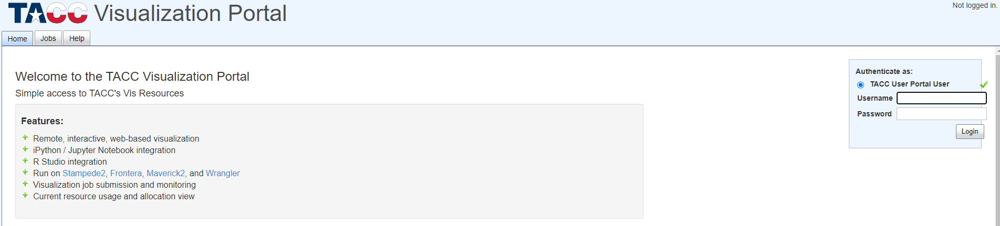 TACC Visualization Portal
Not logged in.
Home Jobs Help
Welcome to the TACC Visualization Portal
Simple access to TACC's Vis Resources
Features:
Remote, interactive, web-based visualization
iPython / Jupyter Notebook integration
R Studio integration
Run on Stampede2, Frontera, Maverick2, and Wrangler
Visualization job submission and monitoring
Current resource usage and allocation view
Authenticate as:
TACC User Portal User
Username
Password
Login